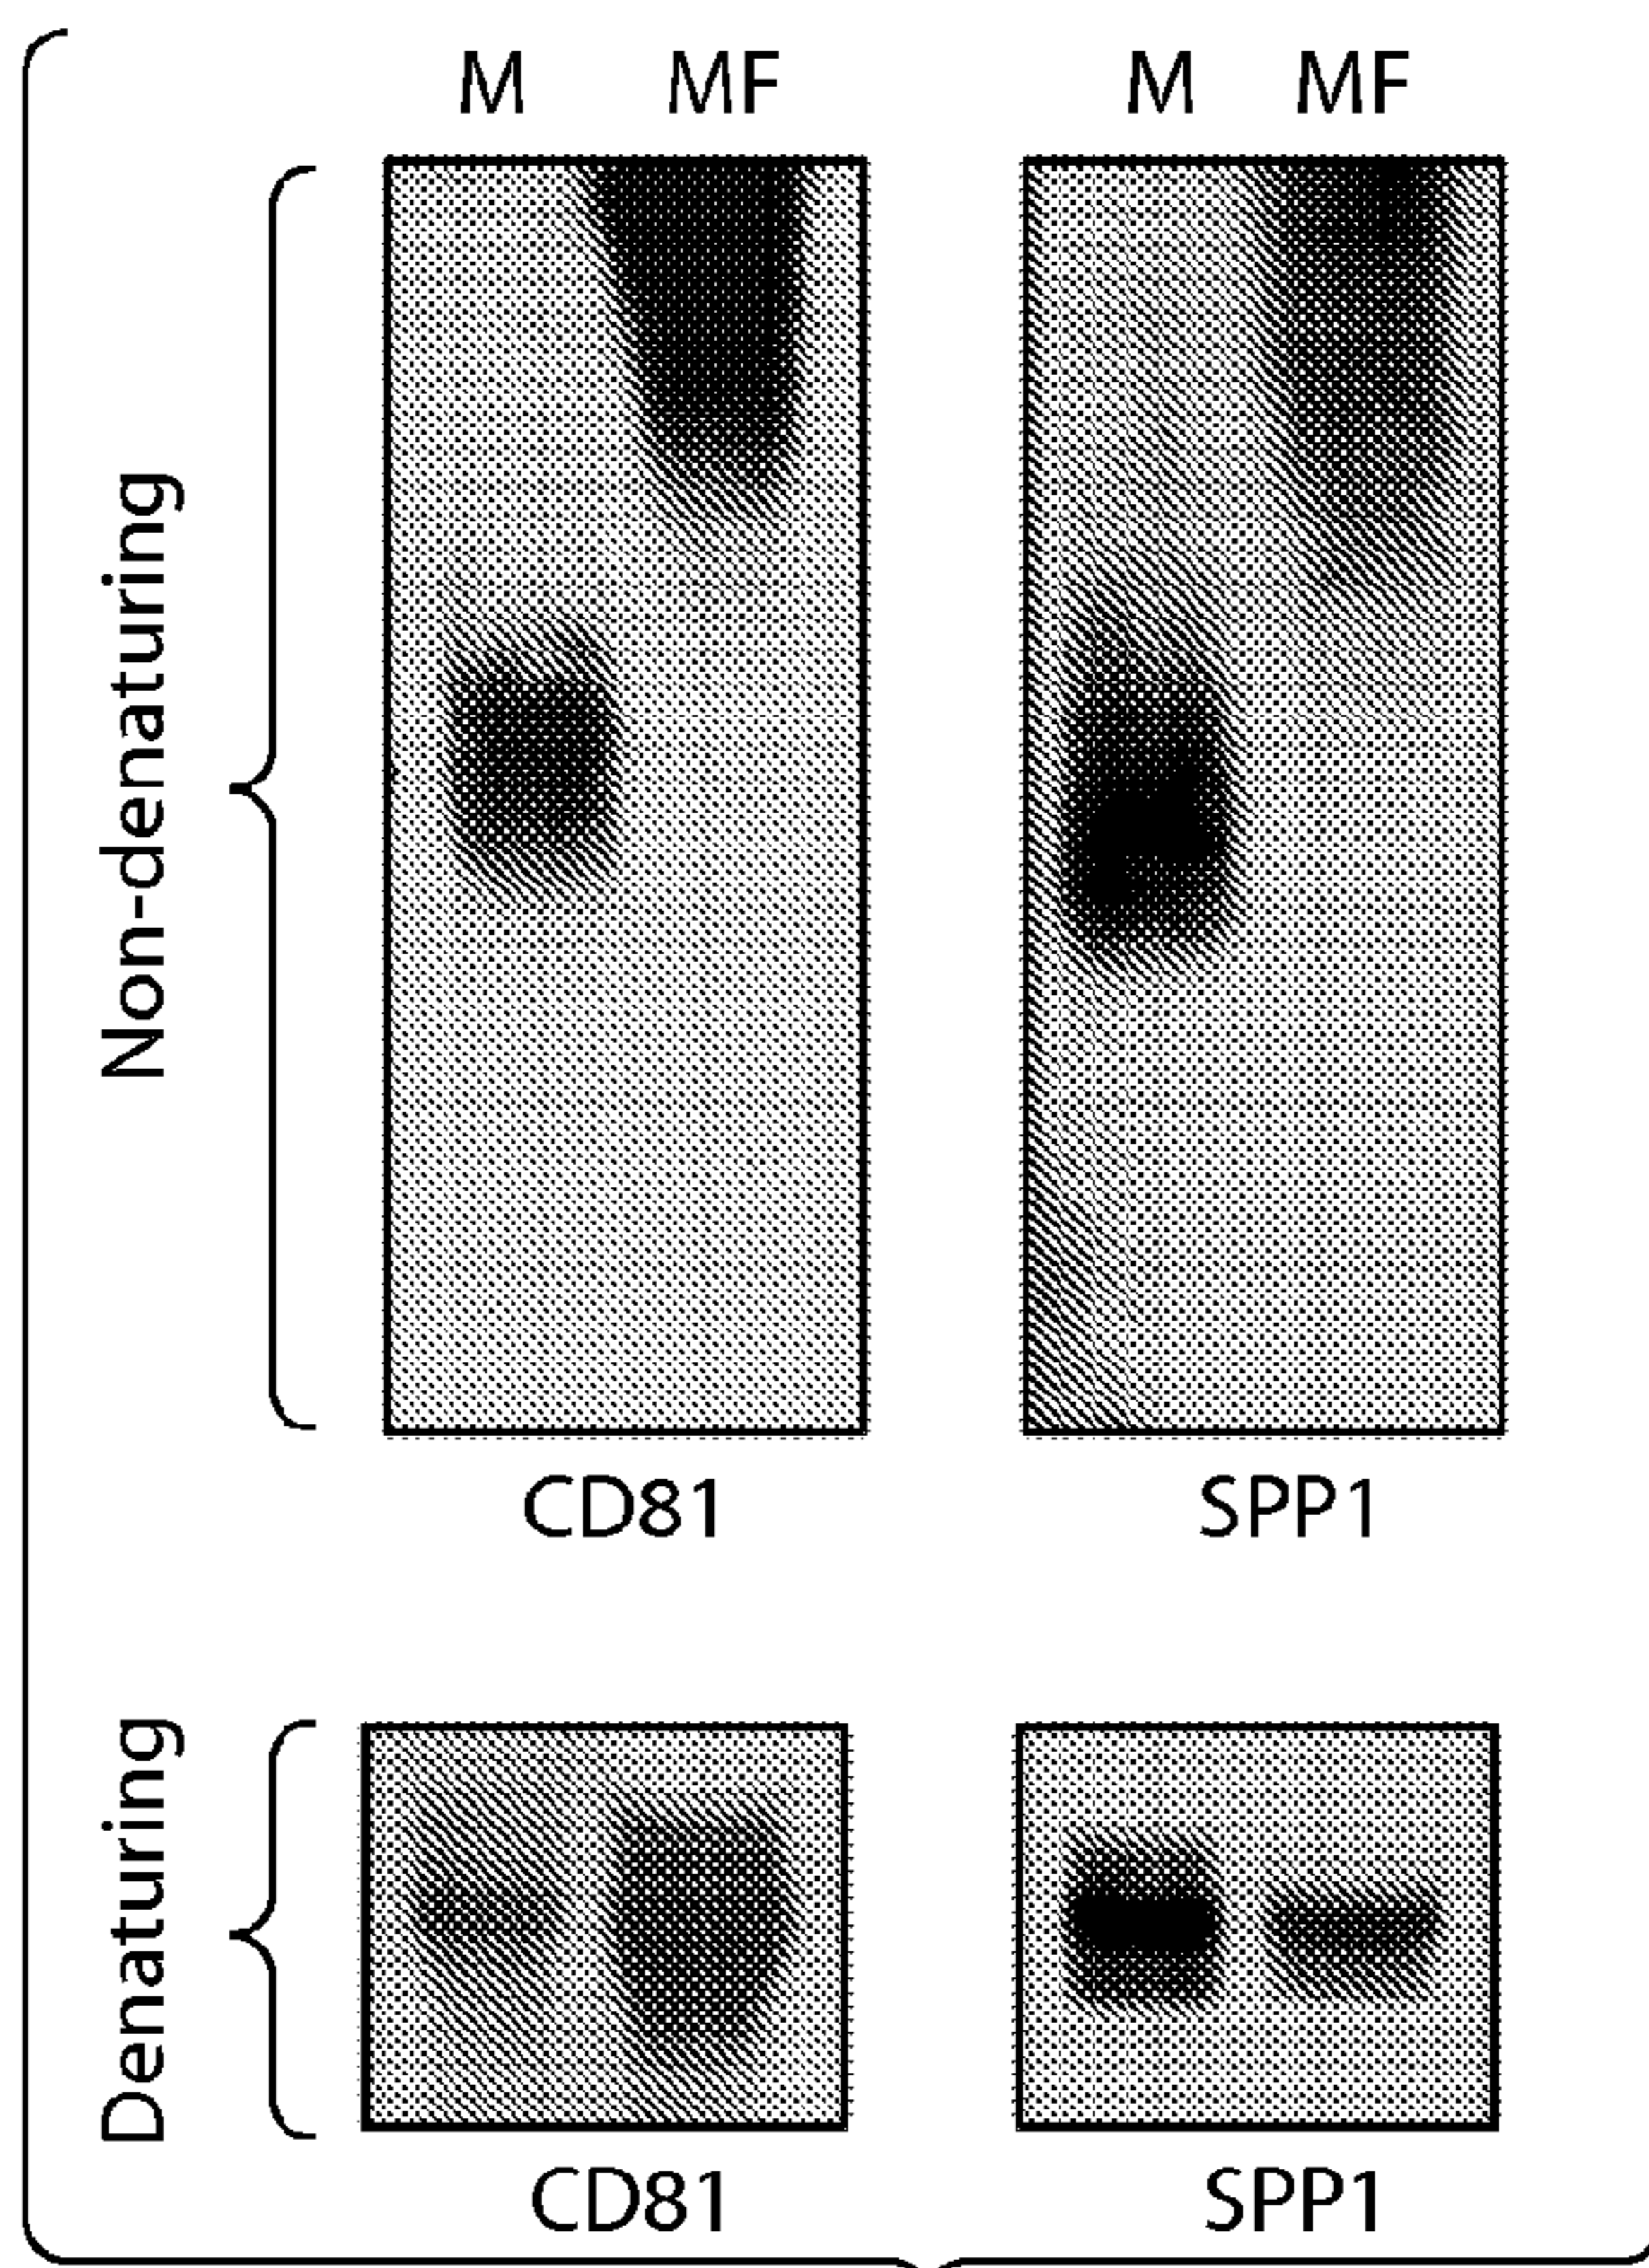 M MF M MF
Non-denaturing
CD81 SPP1
Denaturing
CD81 SPP1